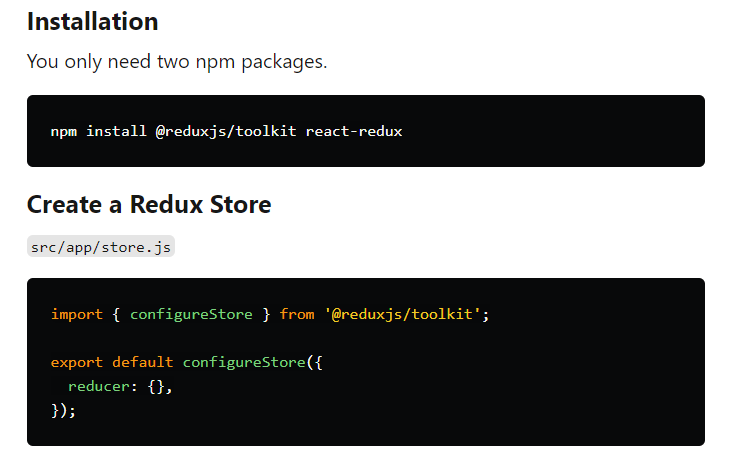 Installation
You only need two npm packages.
npm install @reduxjs/toolkit react-redux
Create a Redux Store
src/app/store.js
import { configureStore } from '@reduxjs/toolkit';
export default configureStore({
  reducer: {},
});